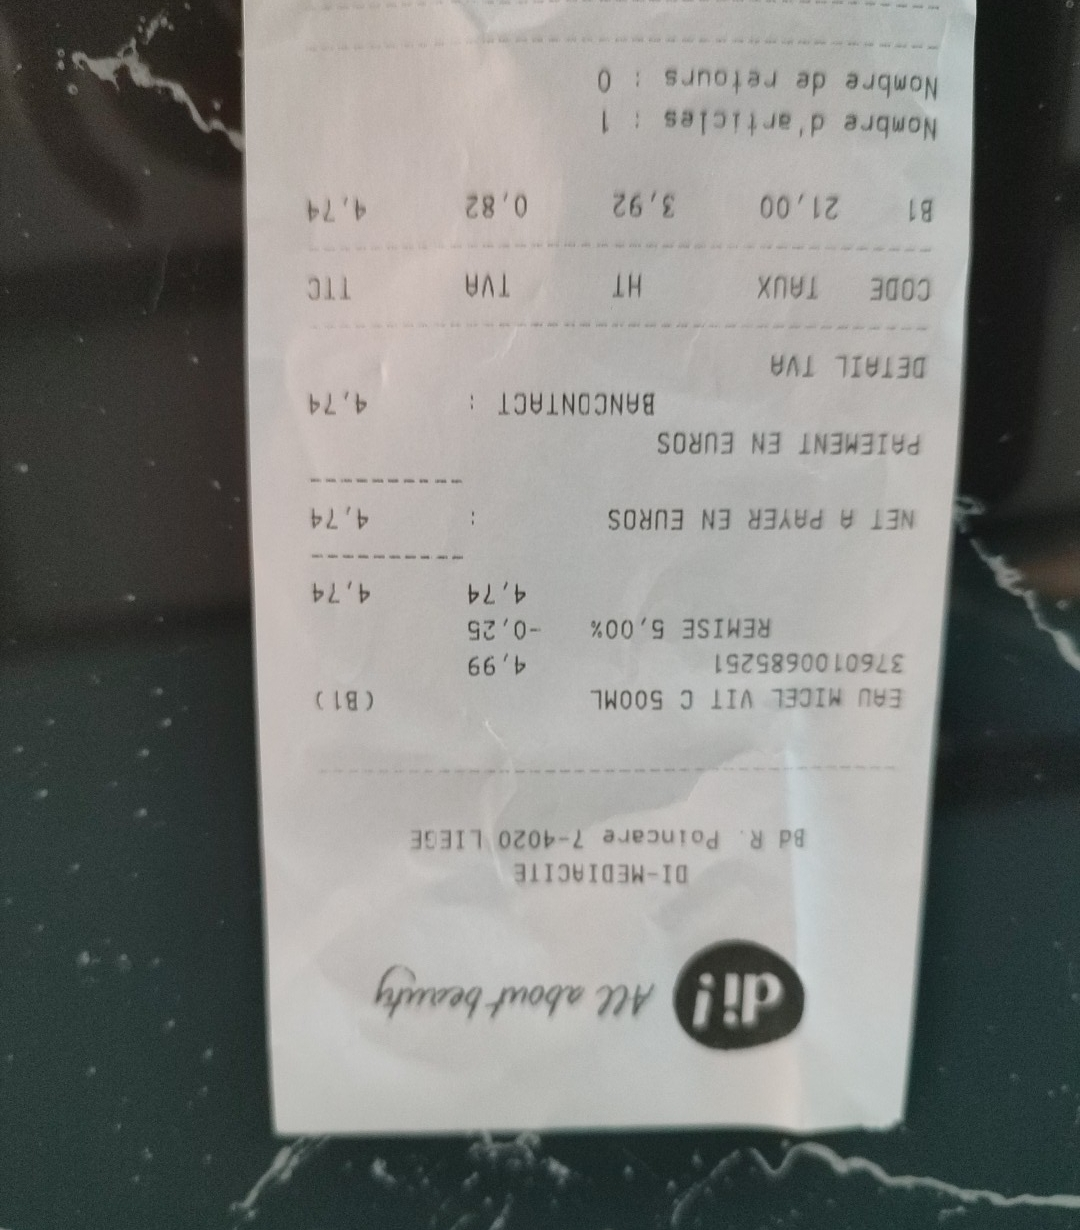 di! All about beauty
DI-MEDIACITE
Bd R. Poincare 7-4020 LIEGE
EAU MICEL VIT C 500ML (B1)
3760100685251 4,99
REMISE 5,00% -0,25
4,74 4,74
NET A PAYER EN EUROS : 4,74
PAIEMENT EN EUROS
BANCONTACT : 4,74
DETAIL TVA
CODE TAUX HT TVA TTC
B1 21,00 3,92 0,82 4,74
Nombre d'articles : 1
Nombre de retours : 0